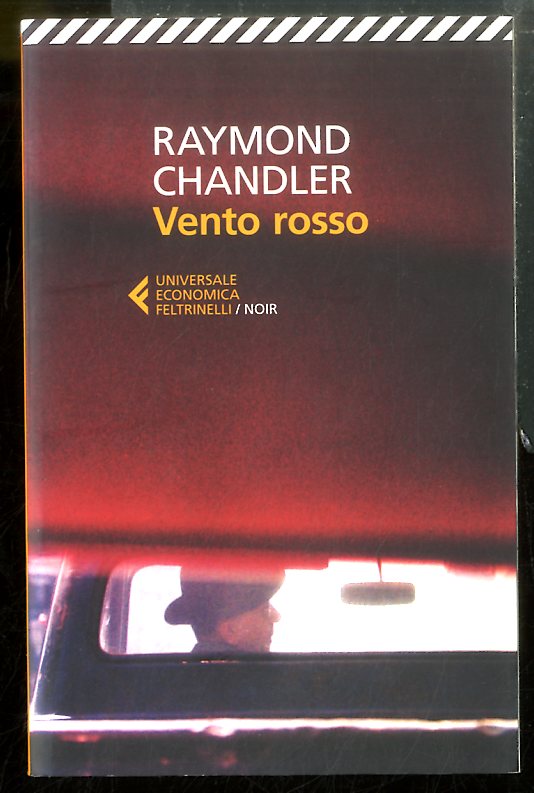 RAYMOND
CHANDLER
Vento rosso
UNIVERSALE
ECONOMICA
FELTRINELLI / NOIR